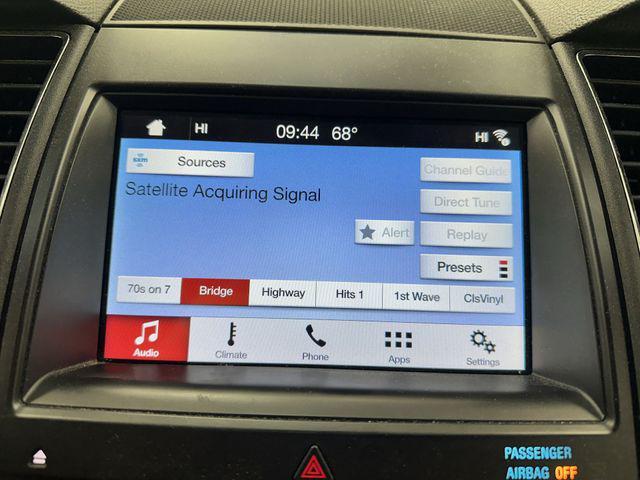 HI 09:44 68° HI
sxm Sources
Channel Guide
Satellite Acquiring Signal
Direct Tune
Alert Replay
Presets
70s on 7 Bridge Highway Hits 1 1st Wave ClsVinyl
Audio Climate Phone Apps Settings
PASSENGER
AIRBAG OFF